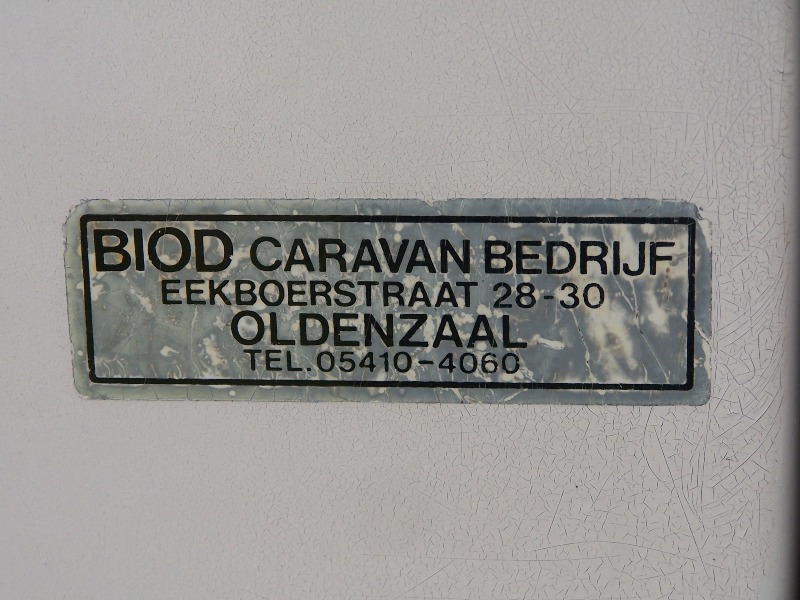 BIOD CARAVAN BEDRIJF
EEKBOERSTRAAT 28-30
OLDENZAAL
TEL.05410-4060